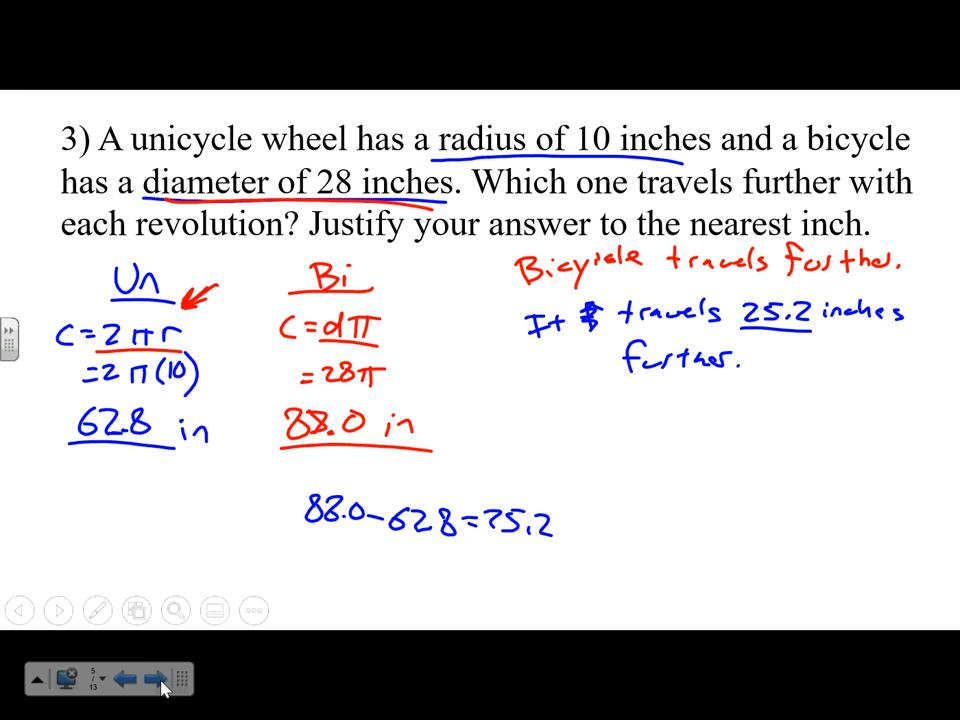 3) A unicycle wheel has a radius of 10 inches and a bicycle
has a diameter of 28 inches. Which one travels further with
each revolution? Justify your answer to the nearest inch.
Un
C = 2πr
= 2π(10)
62.8 in
Bi
C = dπ
= 28π
88.0 in
Bicycle travels further.
It travels 25.2 inches
further.
88.0 - 62.8 = 25.2
5
/
13